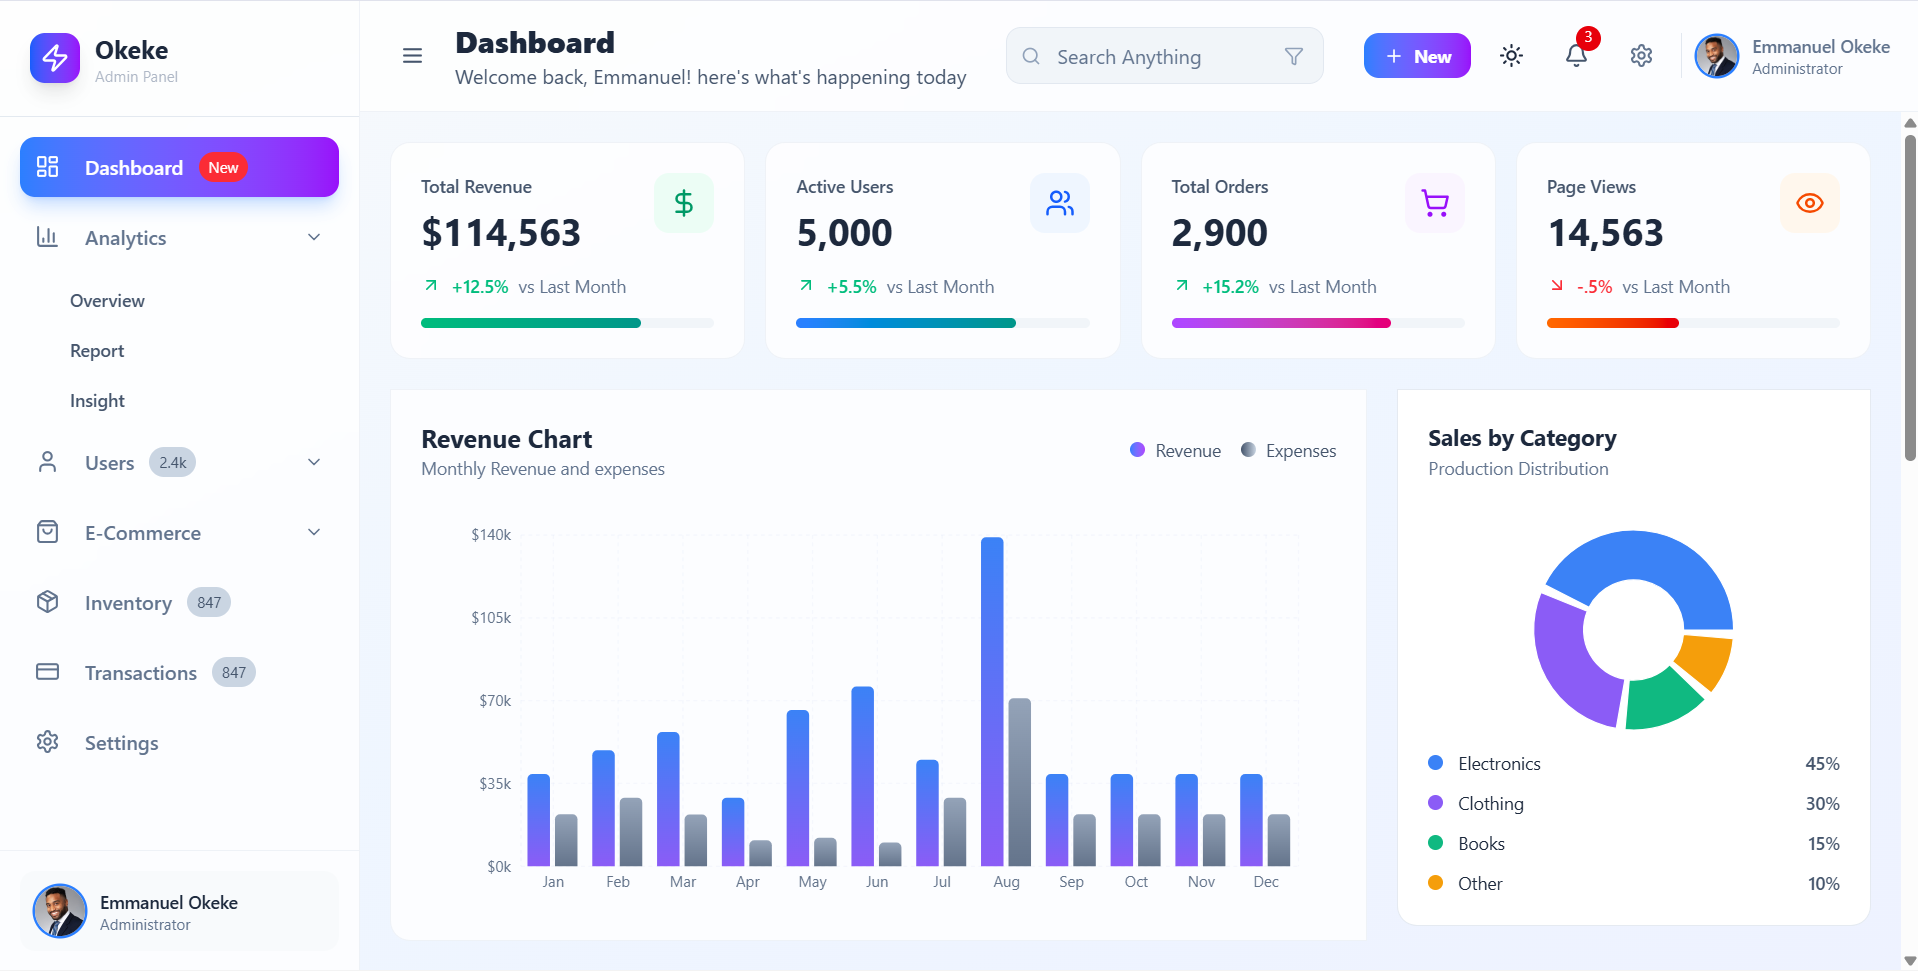 Okeke
Admin Panel
Dashboard New
Analytics
Overview
Report
Insight
Users 2.4k
E-Commerce
Inventory 847
Transactions 847
Settings
Emmanuel Okeke
Administrator
Dashboard
Welcome back, Emmanuel! here's what's happening today
Search Anything
+ New
3
Emmanuel Okeke
Administrator
Total Revenue
$114,563
+12.5% vs Last Month
Active Users
5,000
+5.5% vs Last Month
Total Orders
2,900
+15.2% vs Last Month
Page Views
14,563
-.5% vs Last Month
Revenue Chart
Monthly Revenue and expenses
Revenue Expenses
$140k
$105k
$70k
$35k
$0k
Jan Feb Mar Apr May Jun Jul Aug Sep Oct Nov Dec
Sales by Category
Production Distribution
Electronics 45%
Clothing 30%
Books 15%
Other 10%